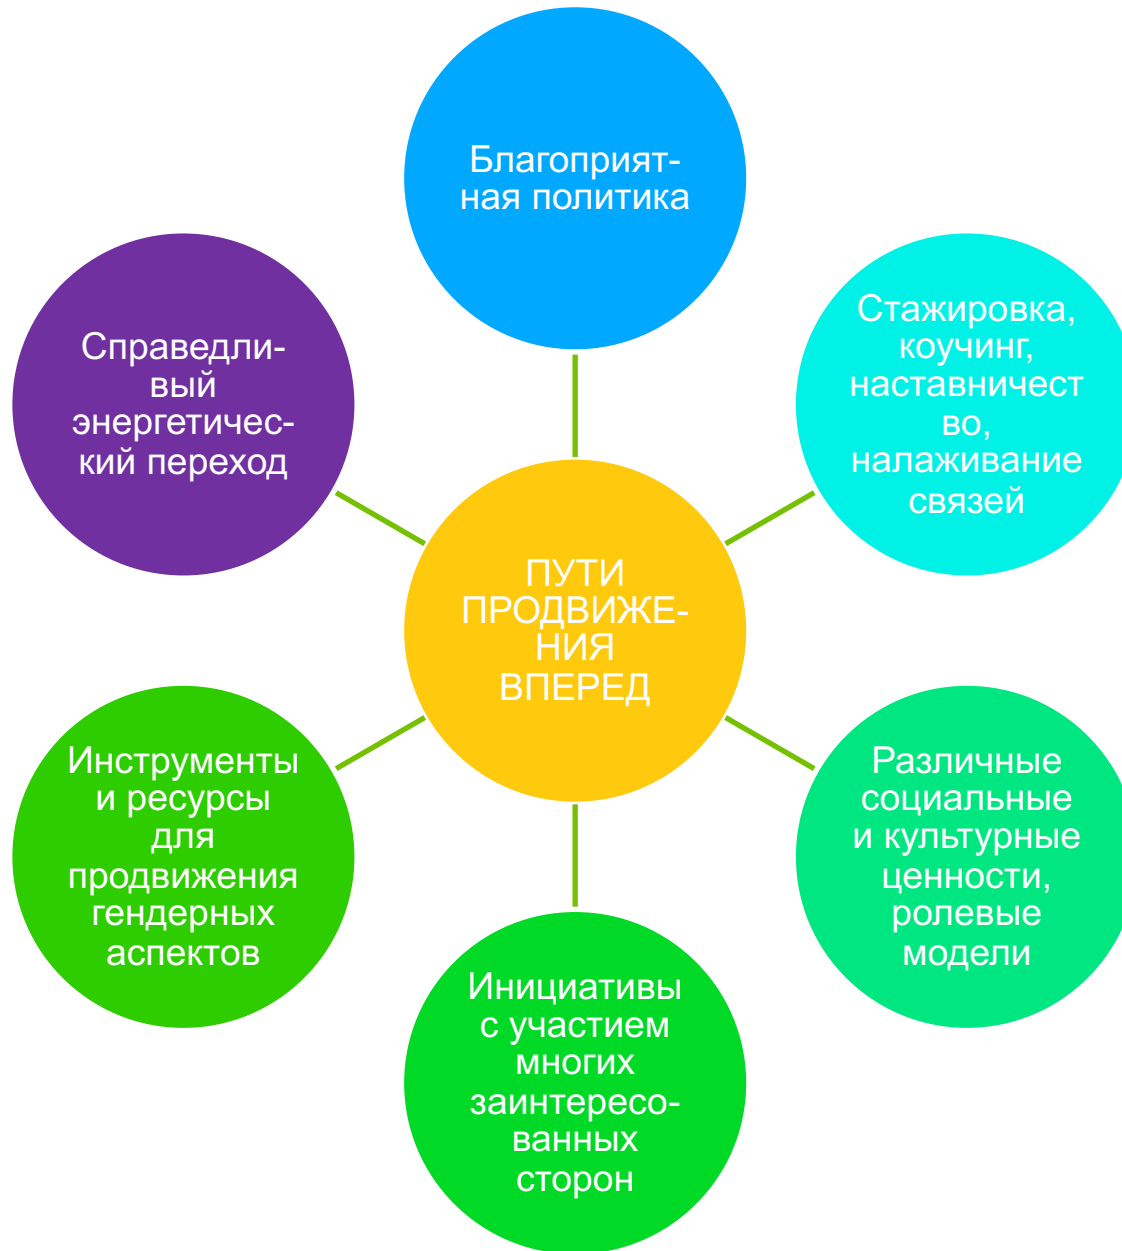 Благоприят-
ная политика
Стажировка,
коучинг,
наставничест
во,
налаживание
связей
Справедли-
вый
энергетичес-
кий переход
ПУТИ
ПРОДВИЖЕ-
НИЯ
ВПЕРЕД
Инструменты
и ресурсы
для
продвижения
гендерных
аспектов
Различные
социальные
и культурные
ценности,
ролевые
модели
Инициативы
с участием
многих
заинтересо-
ванных
сторон